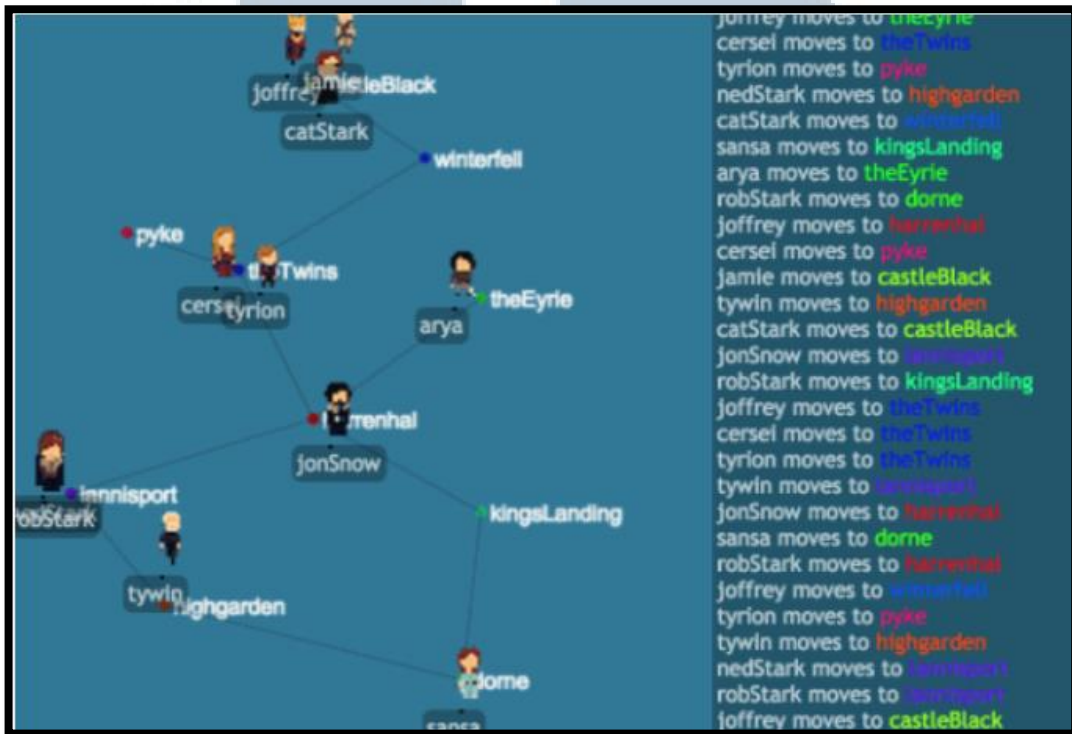 joffrey
jamie
castleBlack
catStark
winterfell
pyke
theTwins
cersei
tyrion
theEyrie
arya
harrenhal
jonSnow
lannisport
robStark
kingsLanding
tywin
highgarden
dorne
sansa
joffrey moves to theEyrie
cersei moves to theTwins
tyrion moves to pyke
nedStark moves to highgarden
catStark moves to winterfell
sansa moves to kingsLanding
arya moves to theEyrie
robStark moves to dorne
joffrey moves to harrenhal
cersei moves to pyke
jamie moves to castleBlack
tywin moves to highgarden
catStark moves to castleBlack
jonSnow moves to lannisport
robStark moves to kingsLanding
joffrey moves to theTwins
cersei moves to theTwins
tyrion moves to theTwins
tywin moves to lannisport
jonSnow moves to harrenhal
sansa moves to dorne
robStark moves to harrenhal
joffrey moves to winterfell
tyrion moves to pyke
tywin moves to highgarden
nedStark moves to lannisport
robStark moves to lannisport
joffrey moves to castleBlack